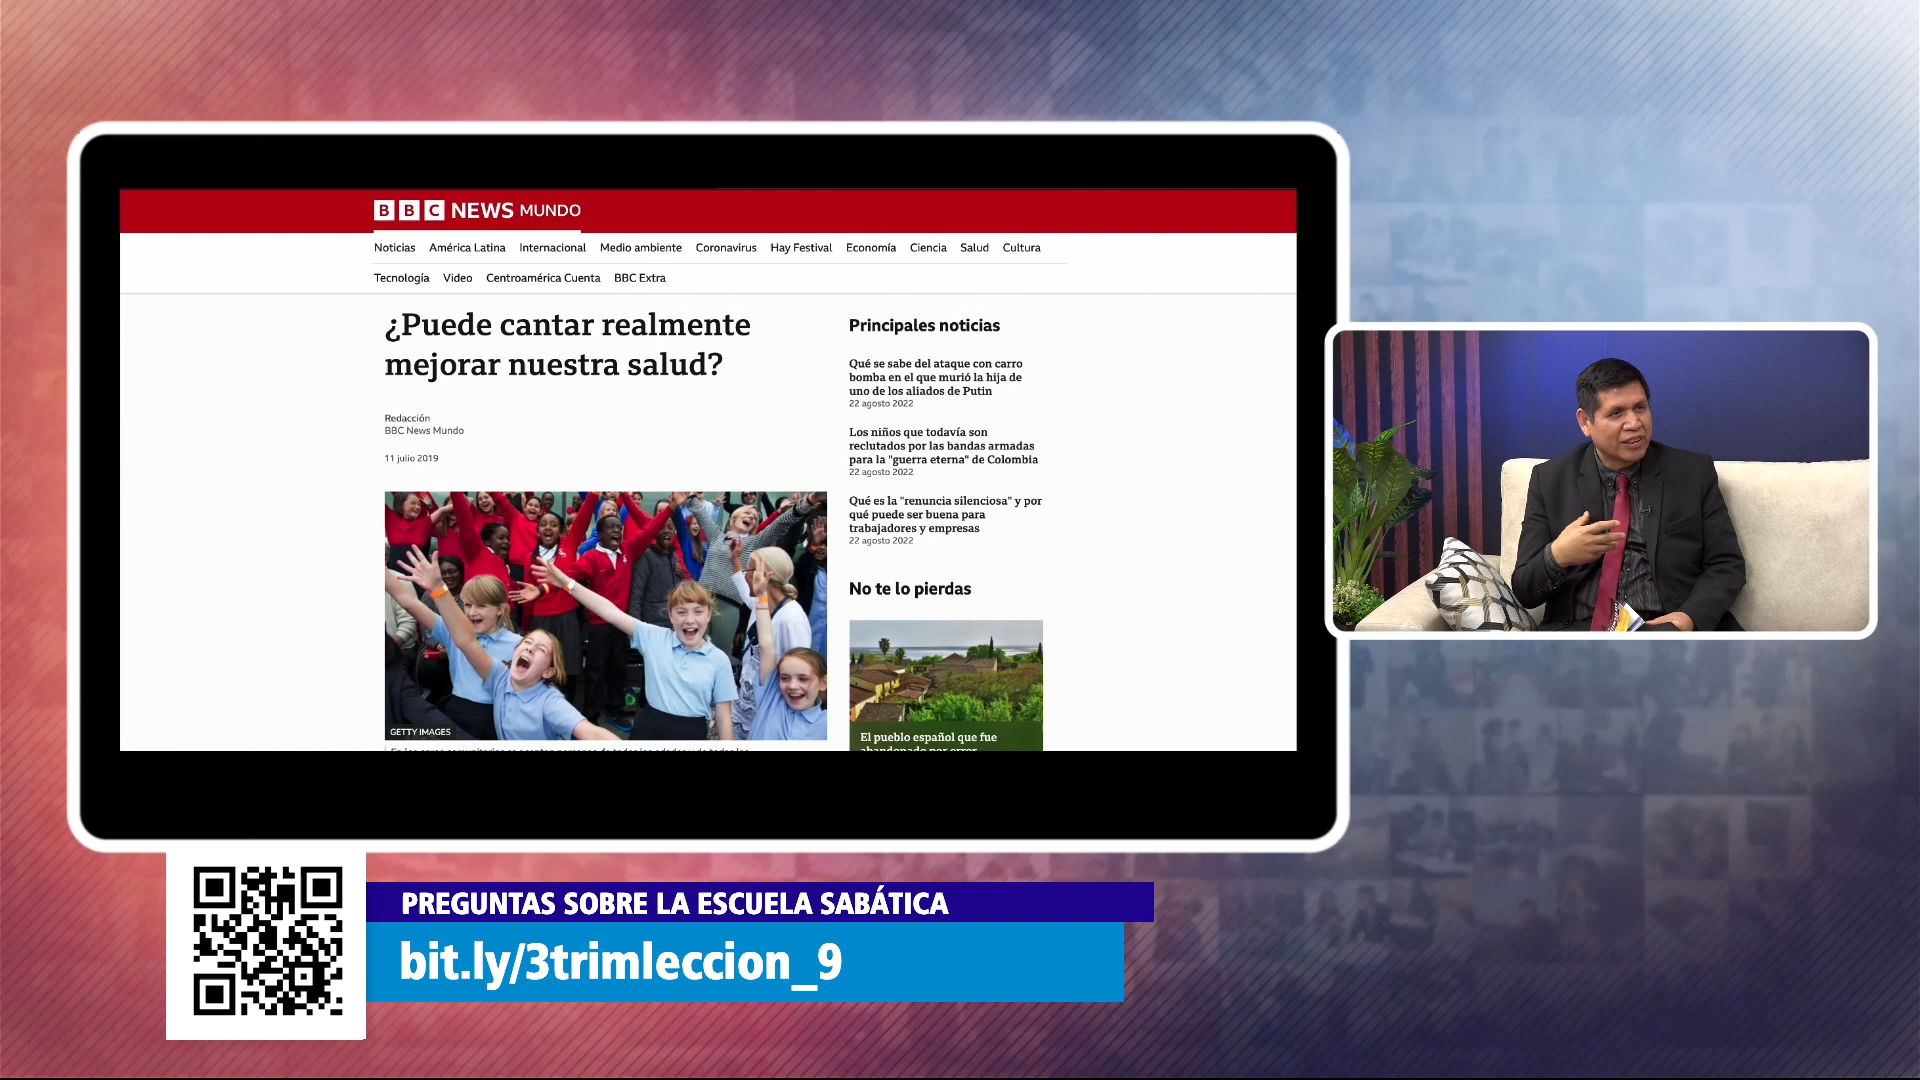 BBC NEWS MUNDO
Noticias América Latina Internacional Medio ambiente Coronavirus Hay Festival Economía Ciencia Salud Cultura
Tecnología Video Centroamérica Cuenta BBC Extra
¿Puede cantar realmente
mejorar nuestra salud?
Redacción
BBC News Mundo
11 julio 2019
GETTY IMAGES
Principales noticias
Qué se sabe del ataque con carro
bomba en el que murió la hija de
uno de los aliados de Putin
22 agosto 2022
Los niños que todavía son
reclutados por las bandas armadas
para la "guerra eterna" de Colombia
22 agosto 2022
Qué es la "renuncia silenciosa" y por
qué puede ser buena para
trabajadores y empresas
22 agosto 2022
No te lo pierdas
El pueblo español que fue
abandonado por error
PREGUNTAS SOBRE LA ESCUELA SABÁTICA
bit.ly/3trimleccion_9